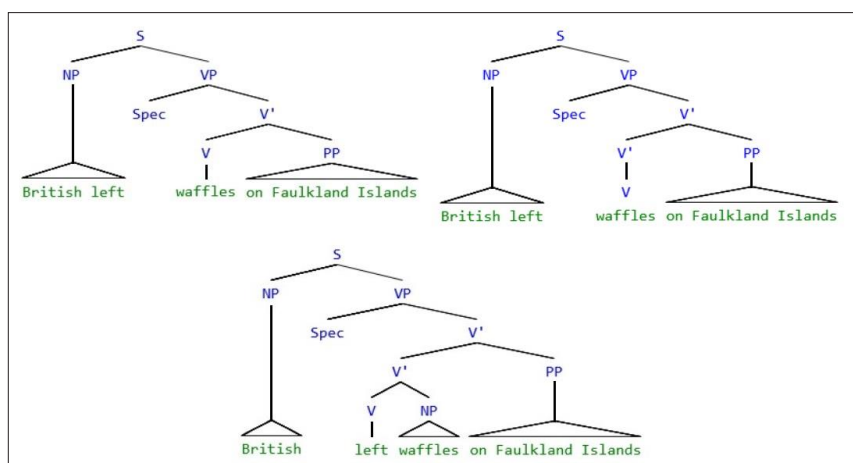 S
NP VP
Spec V'
V PP
British left waffles on Faulkland Islands
S
NP VP
Spec V'
V' PP
V
British left waffles on Faulkland Islands
S
NP VP
Spec V'
V' PP
V NP
British left waffles on Faulkland Islands